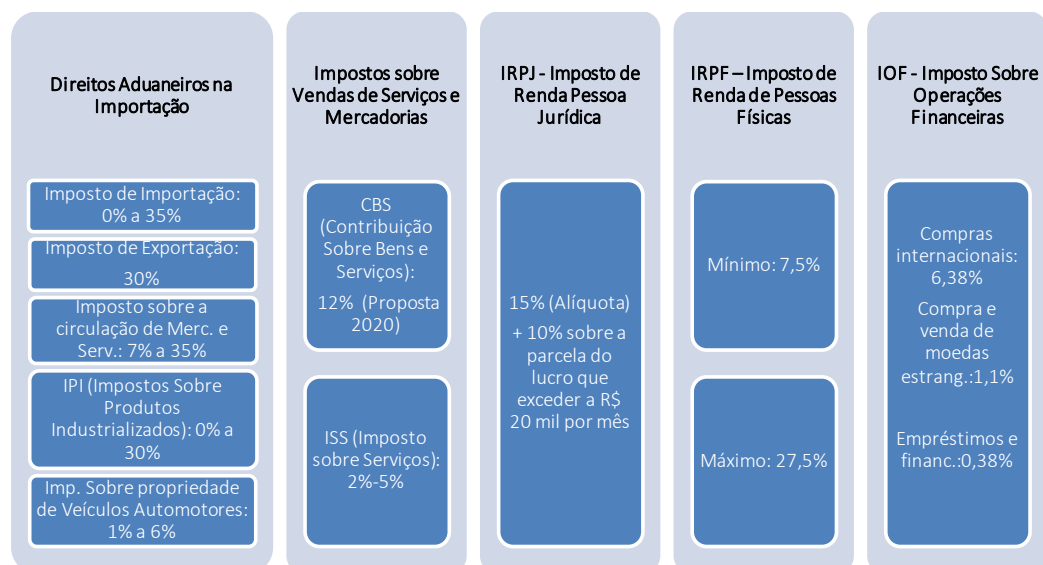 Direitos Aduaneiros na
Importação
Imposto de Importação:
0% a 35%
Imposto de Exportação:
30%
Imposto sobre a
circulação de Merc. e
Serv.: 7% a 35%
IPI (Impostos Sobre
Produtos
Industrializados): 0% a
30%
Imp. Sobre propriedade
de Veículos Automotores:
1% a 6%
Impostos sobre
Vendas de Serviços e
Mercadorias
CBS
(Contribuição
Sobre Bens e
Serviços):
12% (Proposta
2020)
ISS (Imposto
sobre Serviços):
2%-5%
IRPJ - Imposto de
Renda Pessoa
Jurídica
15% (Alíquota)
+ 10% sobre a
parcela do
lucro que
exceder a R$
20 mil por mês
IRPF – Imposto de
Renda de Pessoas
Físicas
Mínimo: 7,5%
Máximo: 27,5%
IOF - Imposto Sobre
Operações
Financeiras
Compras
internacionais:
6,38%
Compra e
venda de
moedas
estrang.:1,1%
Empréstimos e
financ.:0,38%